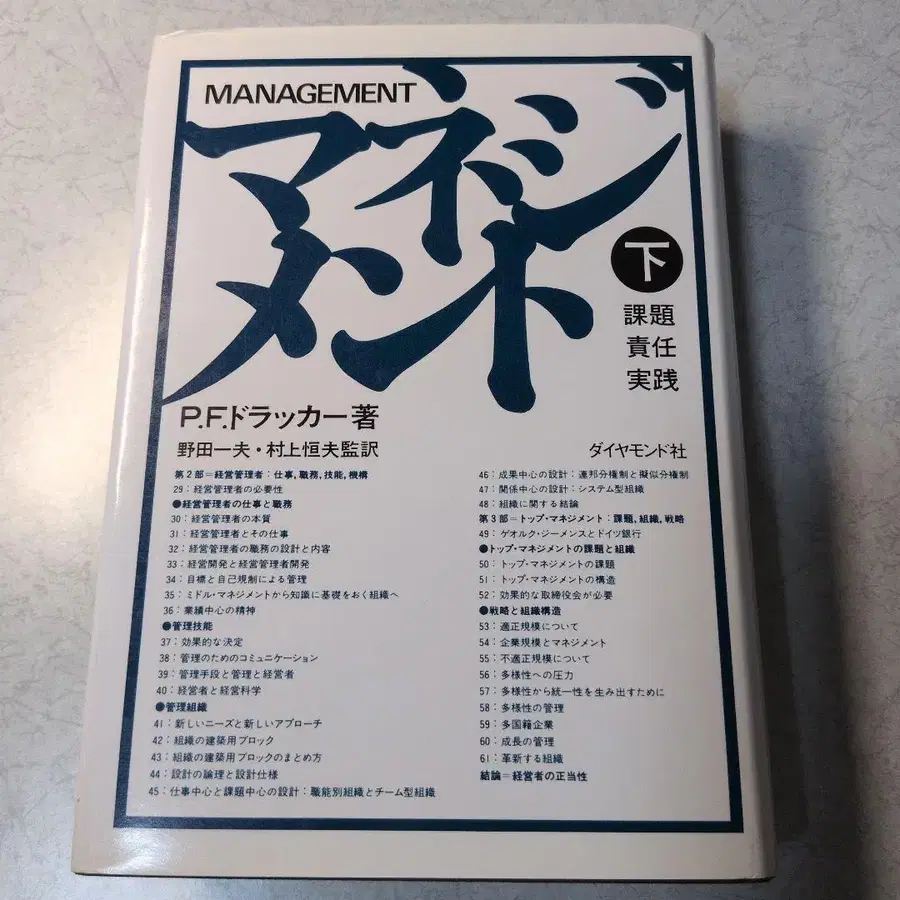 MANAGEMENT
マネジ
メント
下
課題
責任
実践
P.F.ドラッカー著
野田一夫・村上恒夫監訳
ダイヤモンド社
第2部=経営管理者:仕事,職務,技能,機構
29:経営管理者の必要性
●経営管理者の仕事と職務
30:経営管理者の本質
31:経営管理者とその仕事
32:経営管理者の職務の設計と内容
33:経営開発と経営管理者開発
34:目標と自己規制による管理
35:ミドル・マネジメントから知識に基礎をおく組織へ
36:業績中心の精神
●管理技能
37:効果的な決定
38:管理のためのコミュニケーション
39:管理手段と管理と経営者
40:経営者と経営科学
●管理組織
41:新しいニーズと新しいアプローチ
42:組織の建築用ブロック
43:組織の建築用ブロックのまとめ方
44:設計の論理と設計仕様
45:仕事中心と課題中心の設計:職能別組織とチーム型組織
46:成果中心の設計:連邦分権制と擬似分権制
47:関係中心の設計:システム型組織
48:組織に関する結論
第3部=トップ・マネジメント:課題,組織,戦略
49:ゲオルク・ジーメンスとドイツ銀行
●トップ・マネジメントの課題と組織
50:トップ・マネジメントの課題
51:トップ・マネジメントの構造
52:効果的な取締役会が必要
●戦略と組織構造
53:適正規模について
54:企業規模とマネジメント
55:不適正規模について
56:多様性への圧力
57:多様性から統一性を生み出すために
58:多様性の管理
59:多国籍企業
60:成長の管理
61:革新する組織
結論=経営者の正当性